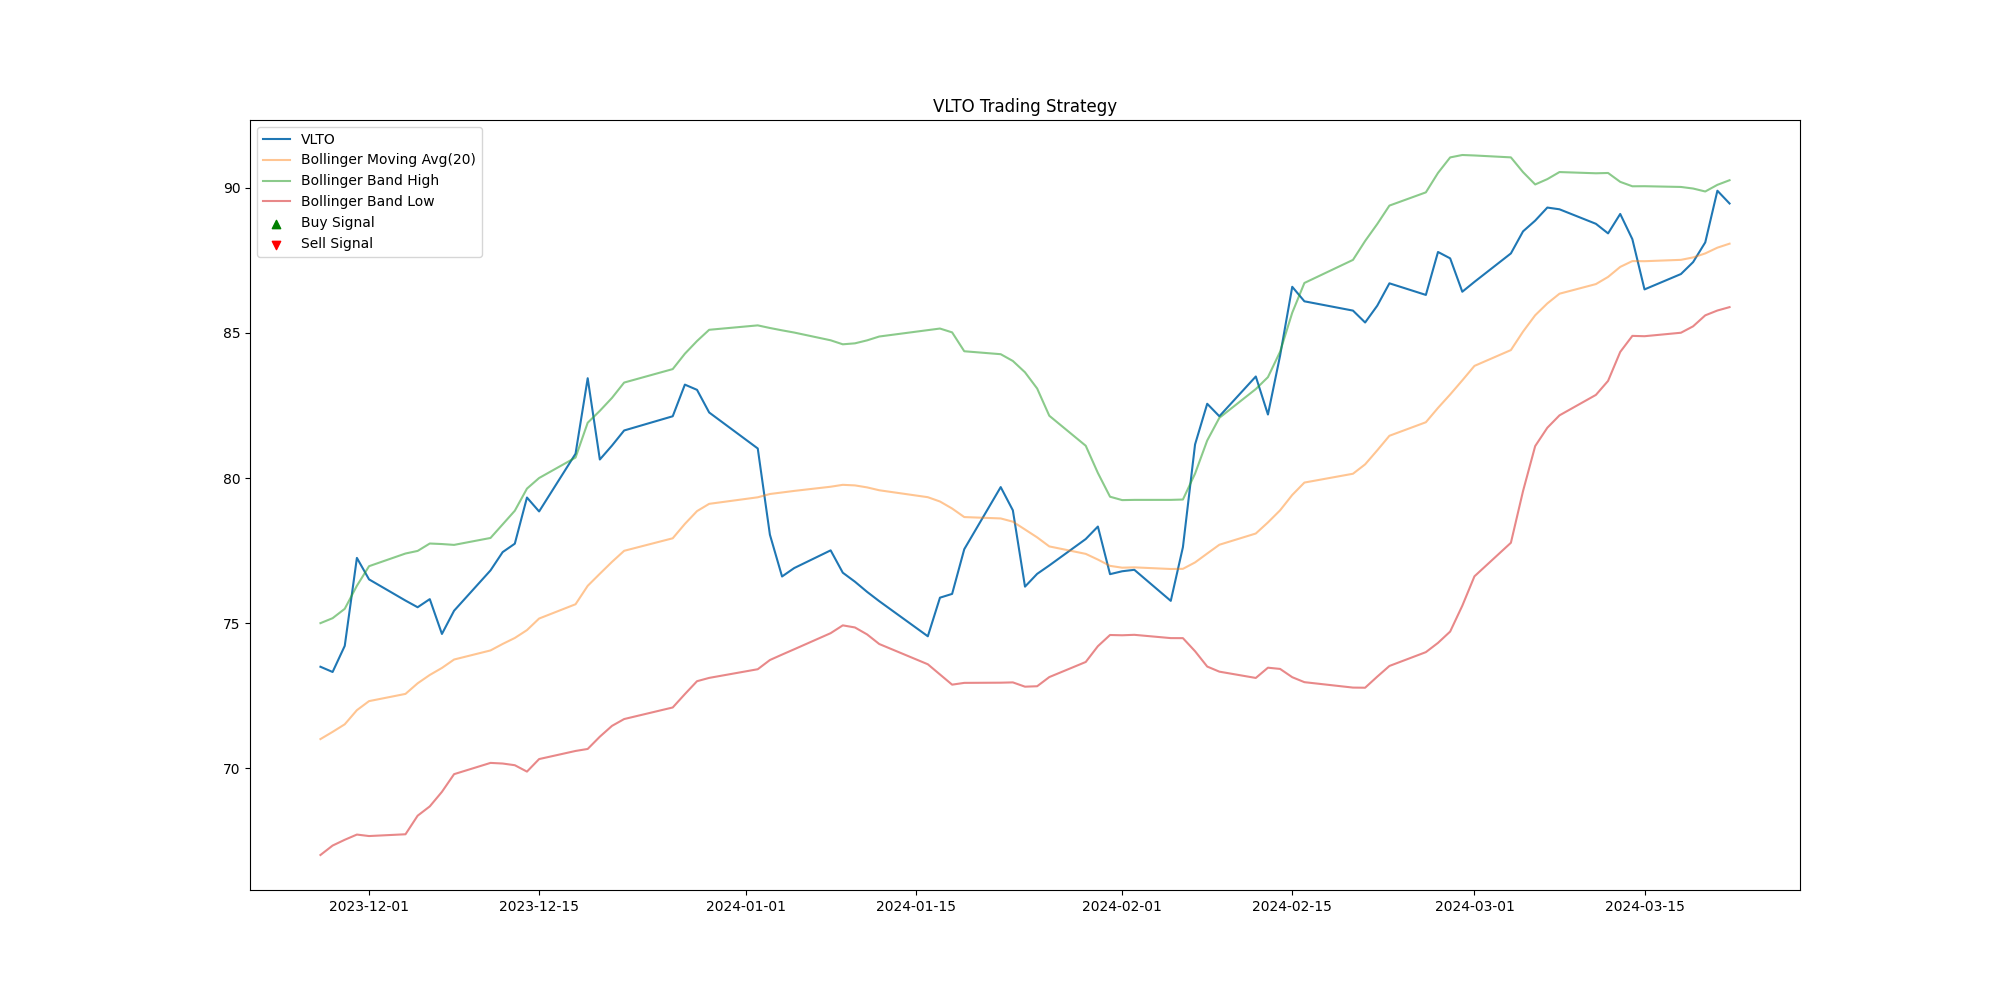 VLTO Trading Strategy
VLTO
Bollinger Moving Avg(20)
Bollinger Band High
Bollinger Band Low
Buy Signal
Sell Signal
90
85
80
75
70
2023-12-01 2023-12-15 2024-01-01 2024-01-15 2024-02-01 2024-02-15 2024-03-01 2024-03-15